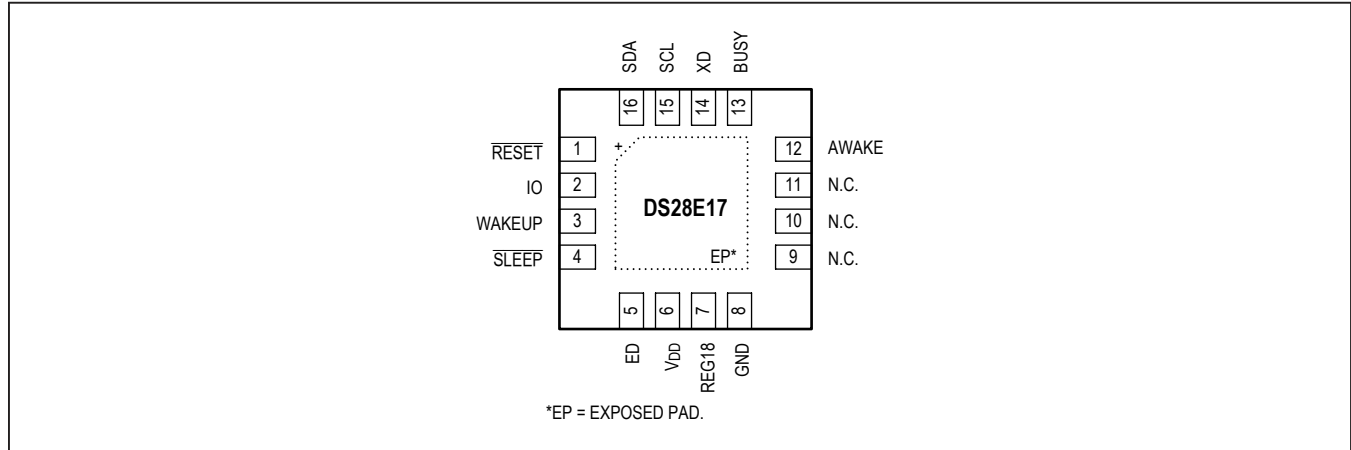 SDA SCL XD BUSY
16 15 14 13
RESET 1 + 12 AWAKE
IO 2 11 N.C.
DS28E17
WAKEUP 3 10 N.C.
SLEEP 4 EP* 9 N.C.
5 6 7 8
ED VDD REG18 GND
*EP = EXPOSED PAD.